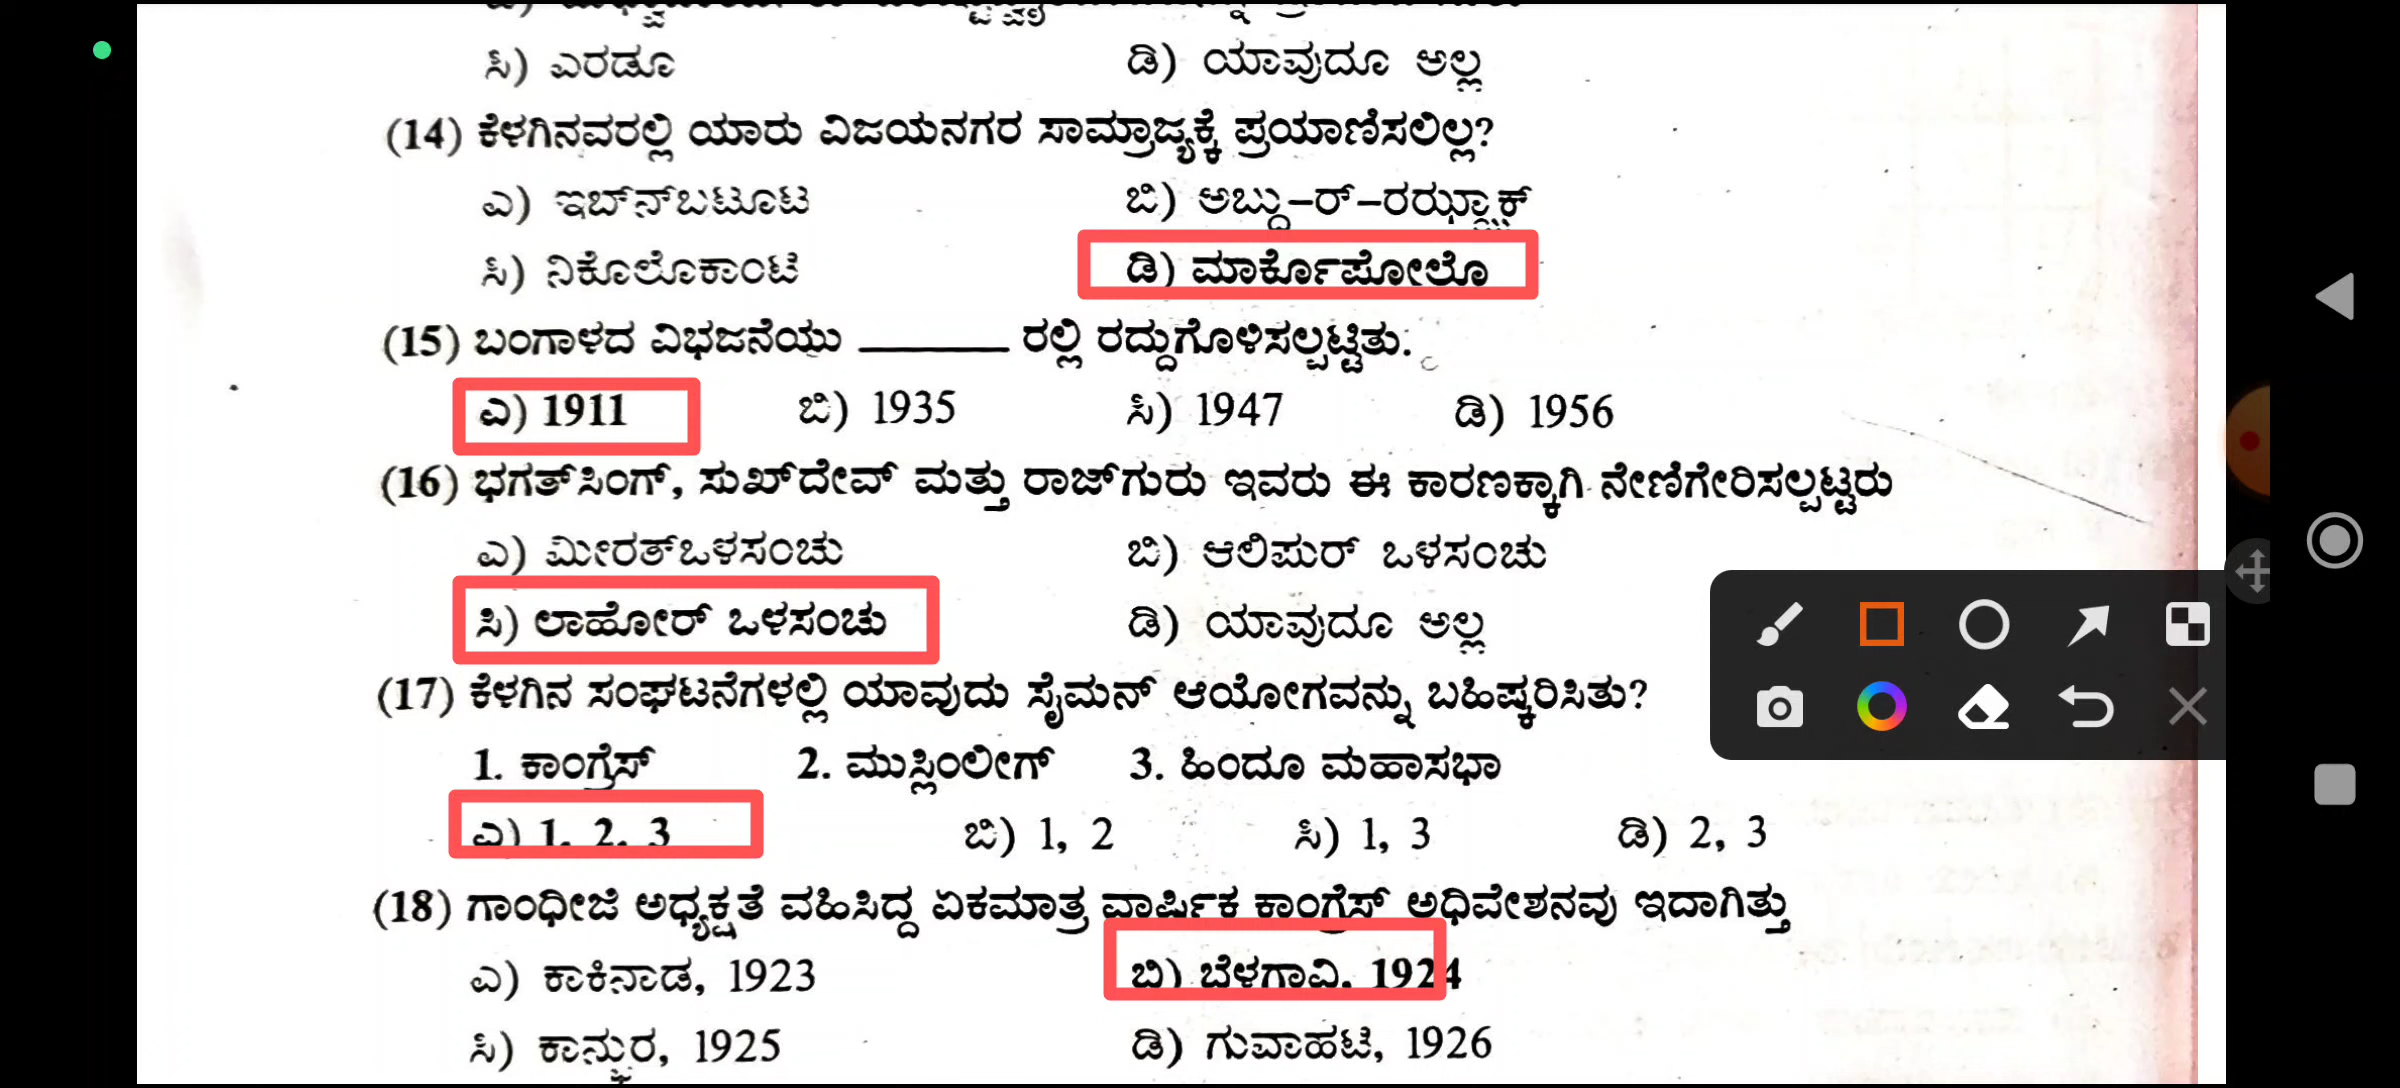 ಸಿ) ಎರಡೂ ಡಿ) ಯಾವುದೂ ಅಲ್ಲ
(14) ಕೆಳಗಿನವರಲ್ಲಿ ಯಾರು ವಿಜಯನಗರ ಸಾಮ್ರಾಜ್ಯಕ್ಕೆ ಪ್ರಯಾಣಿಸಲಿಲ್ಲ?
ಎ) ಇಬ್‌ನ್‌ಬಟೂಟ ಬಿ) ಅಬ್ದು-ರ್-ರಝ್ಝಾಕ್
ಸಿ) ನಿಕೊಲೊಕಾಂಟಿ ಡಿ) ಮಾರ್ಕೊಪೋಲೊ
(15) ಬಂಗಾಳದ ವಿಭಜನೆಯು ______ ರಲ್ಲಿ ರದ್ದುಗೊಳಿಸಲ್ಪಟ್ಟಿತು.
ಎ) 1911 ಬಿ) 1935 ಸಿ) 1947 ಡಿ) 1956
(16) ಭಗತ್‌ಸಿಂಗ್, ಸುಖ್‌ದೇವ್ ಮತ್ತು ರಾಜ್‌ಗುರು ಇವರು ಈ ಕಾರಣಕ್ಕಾಗಿ ನೇಣಿಗೇರಿಸಲ್ಪಟ್ಟರು
ಎ) ಮೀರತ್‌ಒಳಸಂಚು ಬಿ) ಆಲಿಪುರ್ ಒಳಸಂಚು
ಸಿ) ಲಾಹೋರ್ ಒಳಸಂಚು ಡಿ) ಯಾವುದೂ ಅಲ್ಲ
(17) ಕೆಳಗಿನ ಸಂಘಟನೆಗಳಲ್ಲಿ ಯಾವುದು ಸೈಮನ್ ಆಯೋಗವನ್ನು ಬಹಿಷ್ಕರಿಸಿತು?
1. ಕಾಂಗ್ರೆಸ್ 2. ಮುಸ್ಲಿಂಲೀಗ್ 3. ಹಿಂದೂ ಮಹಾಸಭಾ
ಎ) 1, 2, 3 ಬಿ) 1, 2 ಸಿ) 1, 3 ಡಿ) 2, 3
(18) ಗಾಂಧೀಜಿ ಅಧ್ಯಕ್ಷತೆ ವಹಿಸಿದ್ದ ಏಕಮಾತ್ರ ವಾರ್ಷಿಕ ಕಾಂಗ್ರೆಸ್ ಅಧಿವೇಶನವು ಇದಾಗಿತ್ತು
ಎ) ಕಾಕಿನಾಡ, 1923 ಬಿ) ಬೆಳಗಾವಿ, 1924
ಸಿ) ಕಾನ್ಪುರ, 1925 ಡಿ) ಗುವಾಹಟಿ, 1926